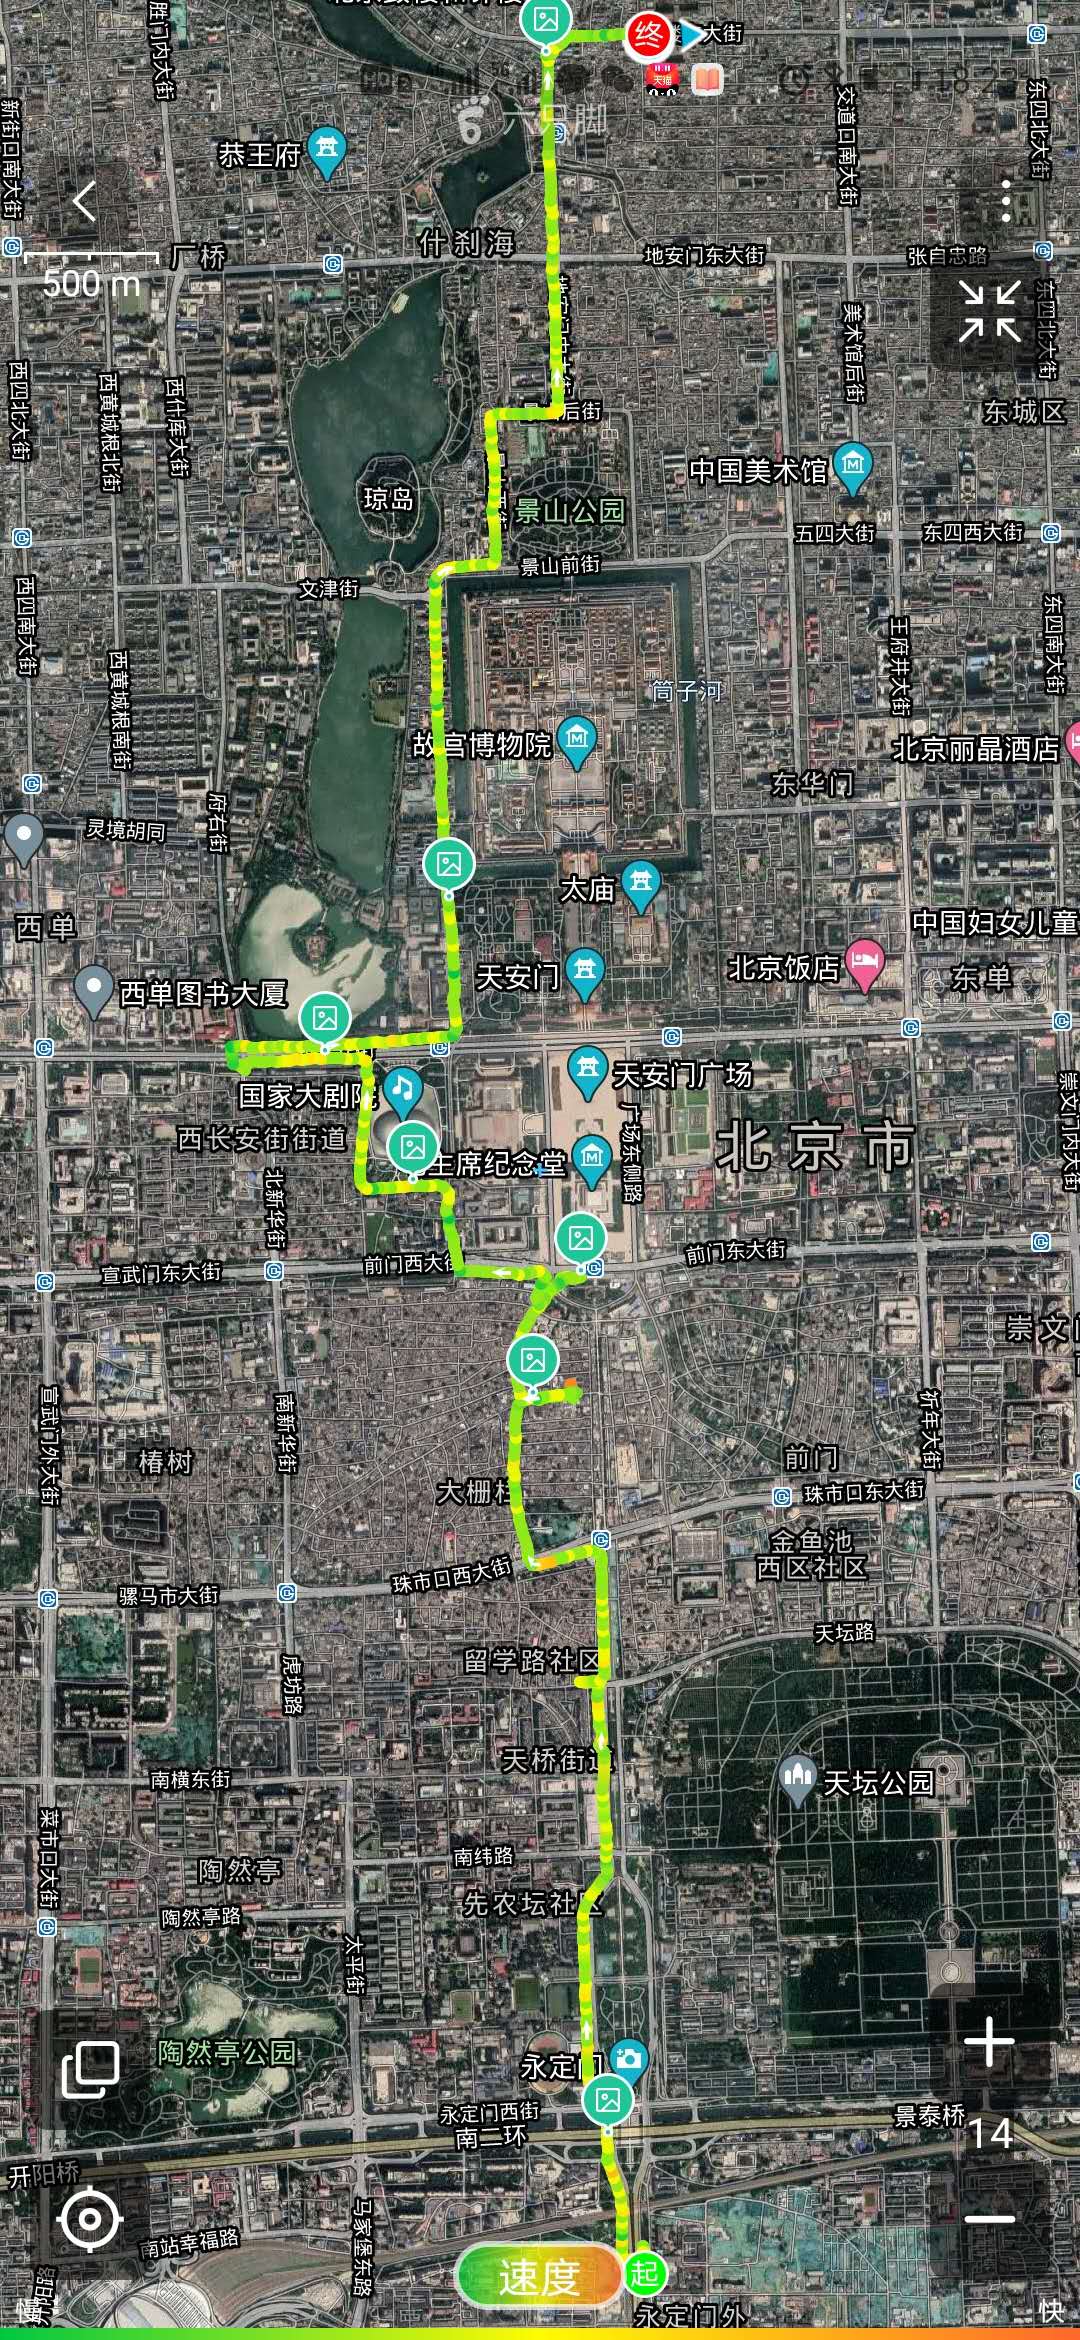 大街
天猫
六只脚
胜门内大街
新街口南大街
交道口南大街
东四北大街
恭王府
什刹海
厂桥
地安门东大街
张自忠路
500 m
美术馆后街
东四北大街
西四北大街
西黄城根北街
西什库大街
后街
东城区
中国美术馆
琼岛
景山公园
五四大街
东四西大街
景山前街
文津街
西四南大街
西黄城根南街
王府井大街
东四南大街
筒子河
故宫博物院
北京丽晶酒店
东华门
灵境胡同
府右街
太庙
西单
中国妇女儿童
天安门
北京饭店
东单
西单图书大厦
天安门广场
国家大剧院
广场东侧路
崇文门内大街
西长安街街道
北京市
主席纪念堂
北新华街
前门西大街
前门东大街
宣武门东大街
崇文门
宣武门外大街
南新华街
祈年大街
椿树
前门
大栅栏
珠市口东大街
金鱼池
西区社区
珠市口西大街
骡马市大街
天坛路
留学路社区
虎坊路
天桥街道
南横东街
天坛公园
菜市口大街
南纬路
陶然亭
先农坛社区
陶然亭路
太平街
陶然亭公园
永定门
永定门西街
南二环
景泰桥
14
开阳桥
马家堡东路
南站幸福路
开阳路
速度
起
终
永定门外
慢
快